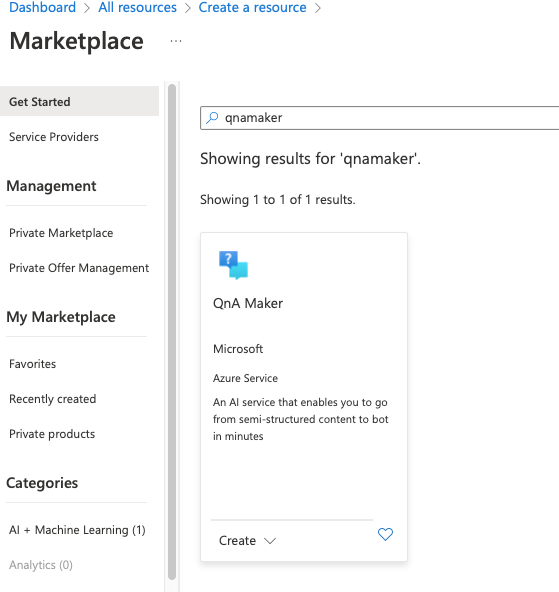 Dashboard > All resources > Create a resource >
Marketplace ...
Get Started
Service Providers
Management
Private Marketplace
Private Offer Management
My Marketplace
Favorites
Recently created
Private products
Categories
AI + Machine Learning (1)
Analytics (0)
qnamaker
Showing results for 'qnamaker'.
Showing 1 to 1 of 1 results.
?
QnA Maker
Microsoft
Azure Service
An AI service that enables you to go
from semi-structured content to bot
in minutes
Create